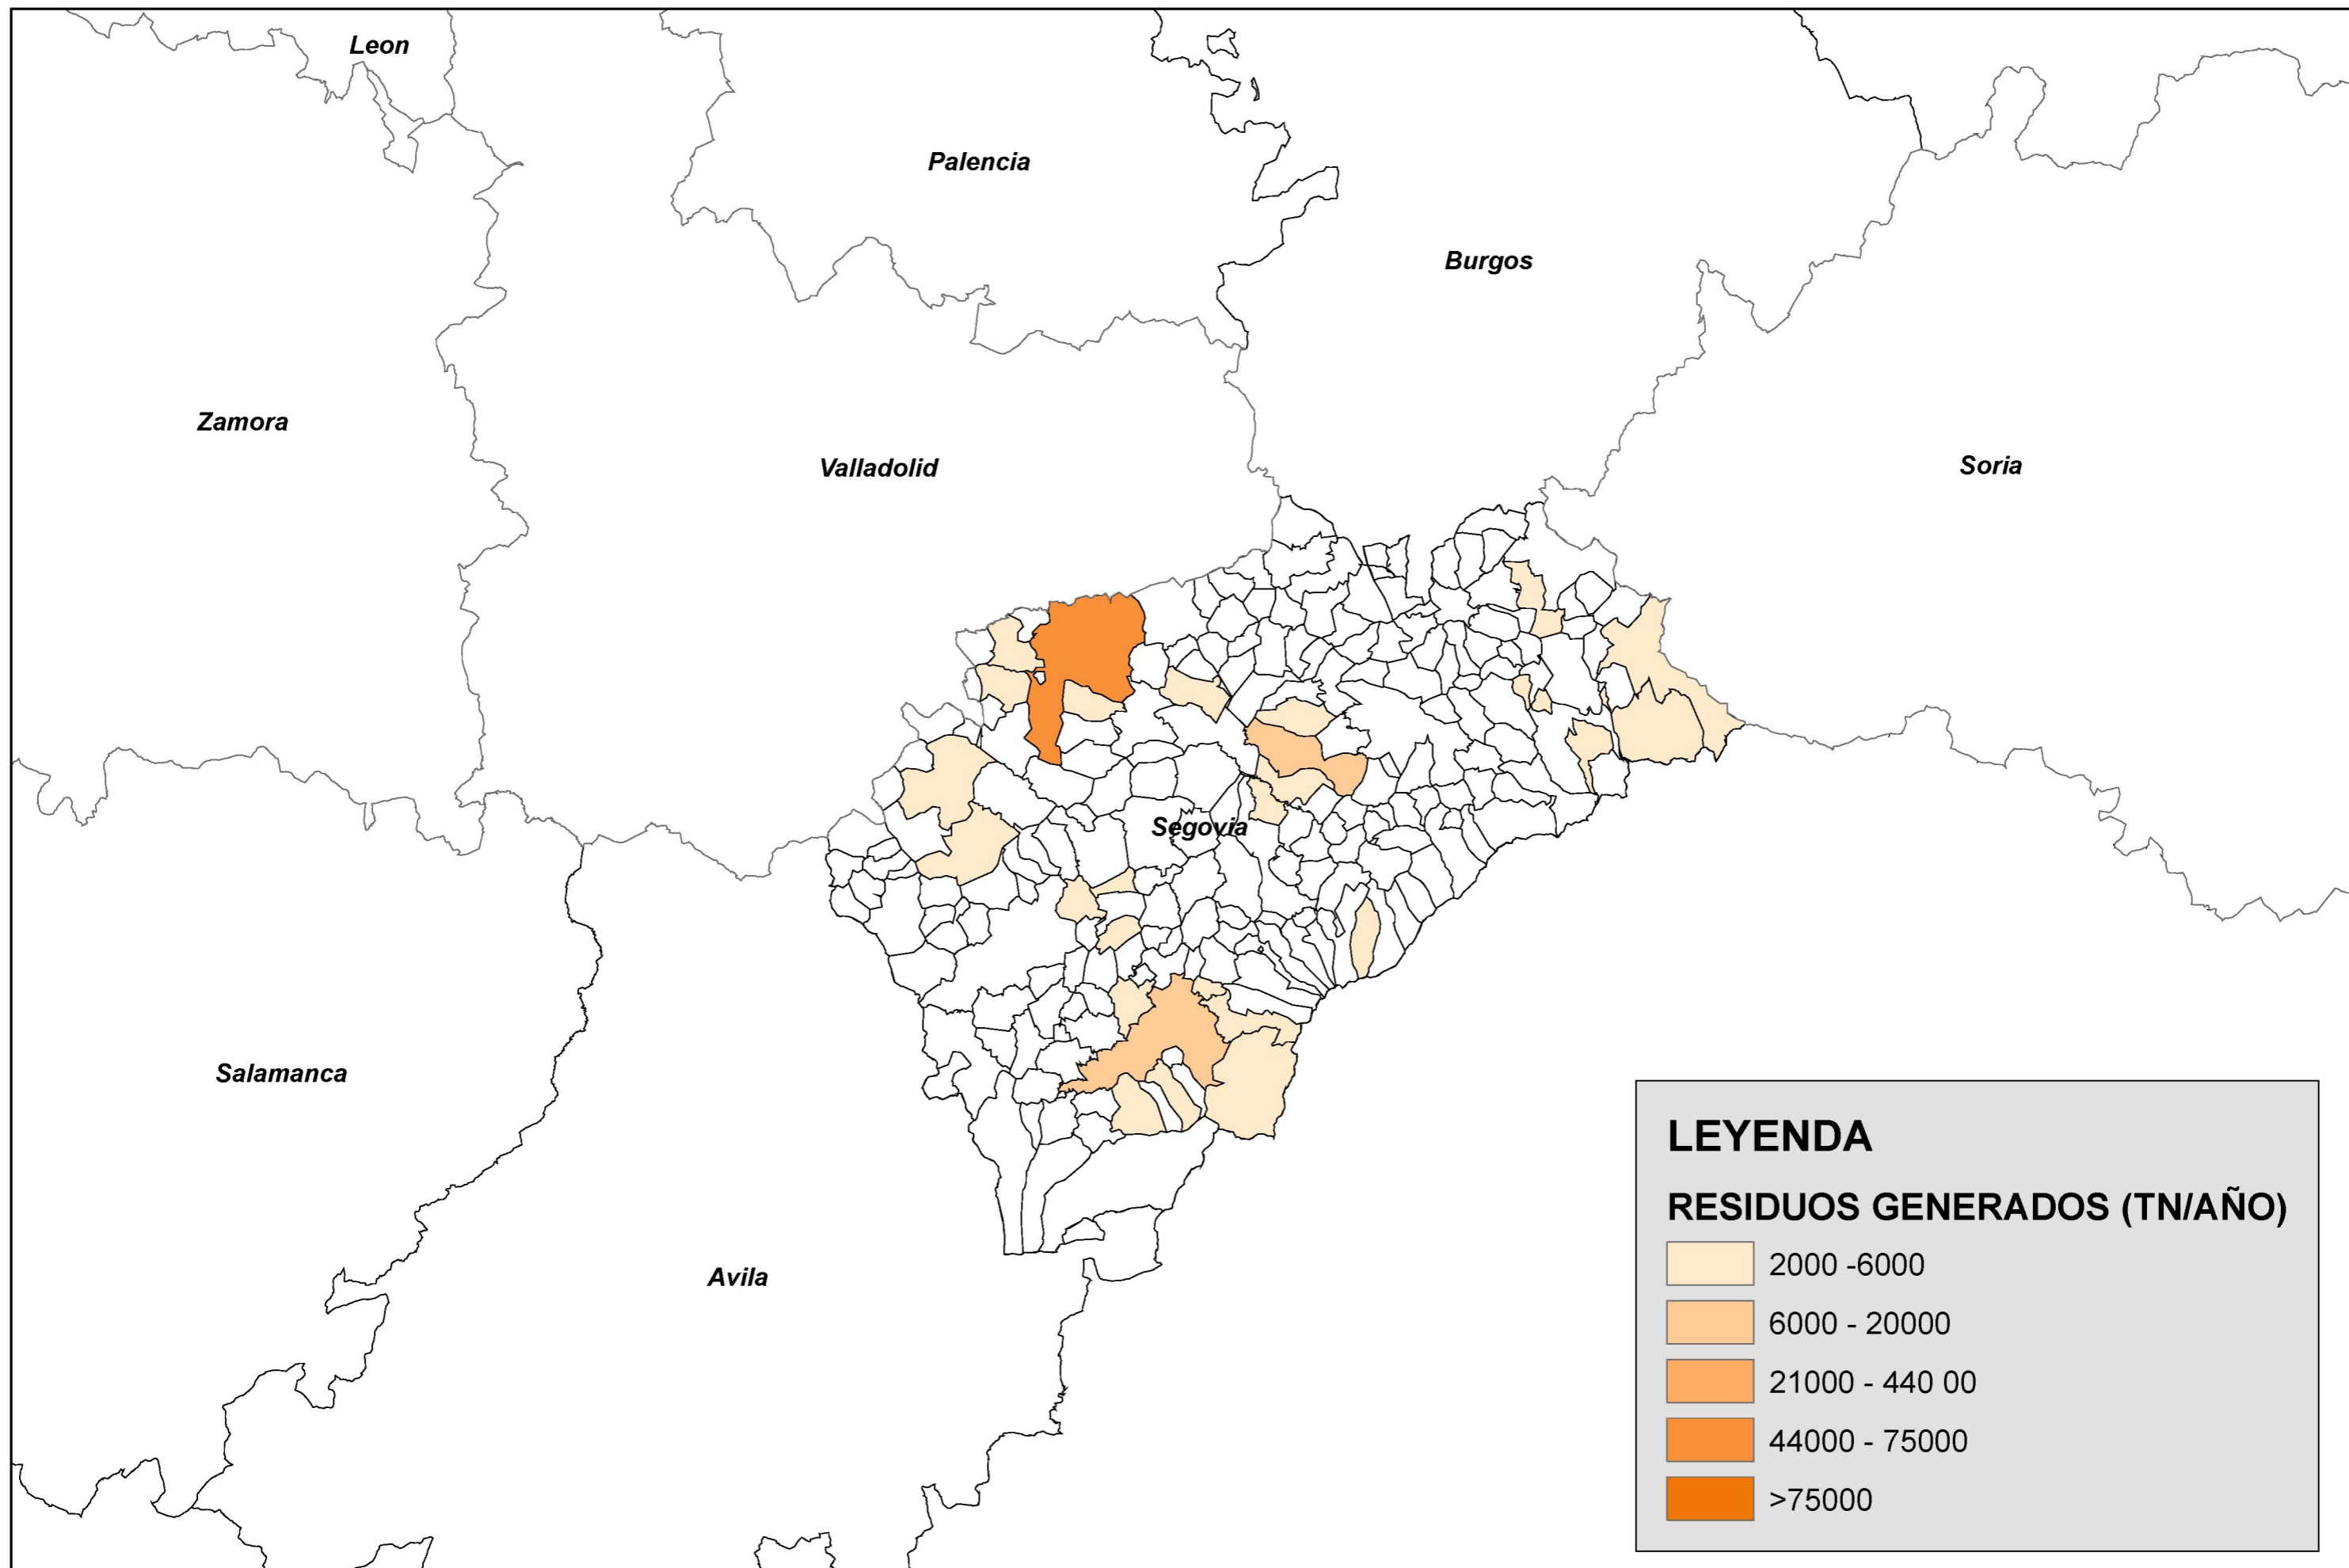 Leon
Palencia
Burgos
Zamora
Valladolid
Soria
Segovia
Salamanca
Avila
LEYENDA
RESIDUOS GENERADOS (TN/AÑO)
2000 -6000
6000 - 20000
21000 - 440 00
44000 - 75000
>75000